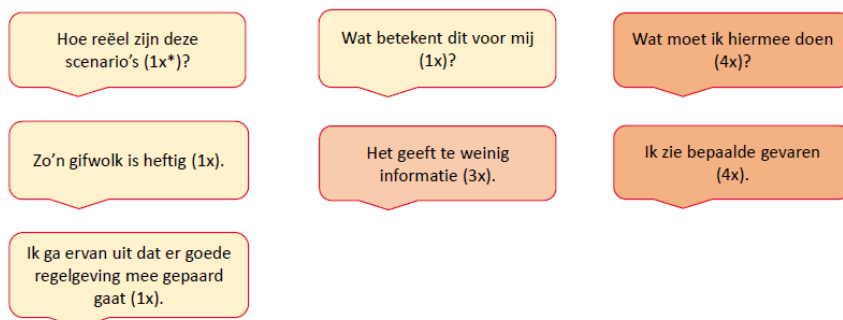 Hoe reëel zijn deze
scenario's (1x*)?
Wat betekent dit voor mij
(1x)?
Wat moet ik hiermee doen
(4x)?
Zo'n gifwolk is heftig (1x).
Het geeft te weinig
informatie (3x).
Ik zie bepaalde gevaren
(4x).
Ik ga ervan uit dat er goede
regelgeving mee gepaard
gaat (1x).